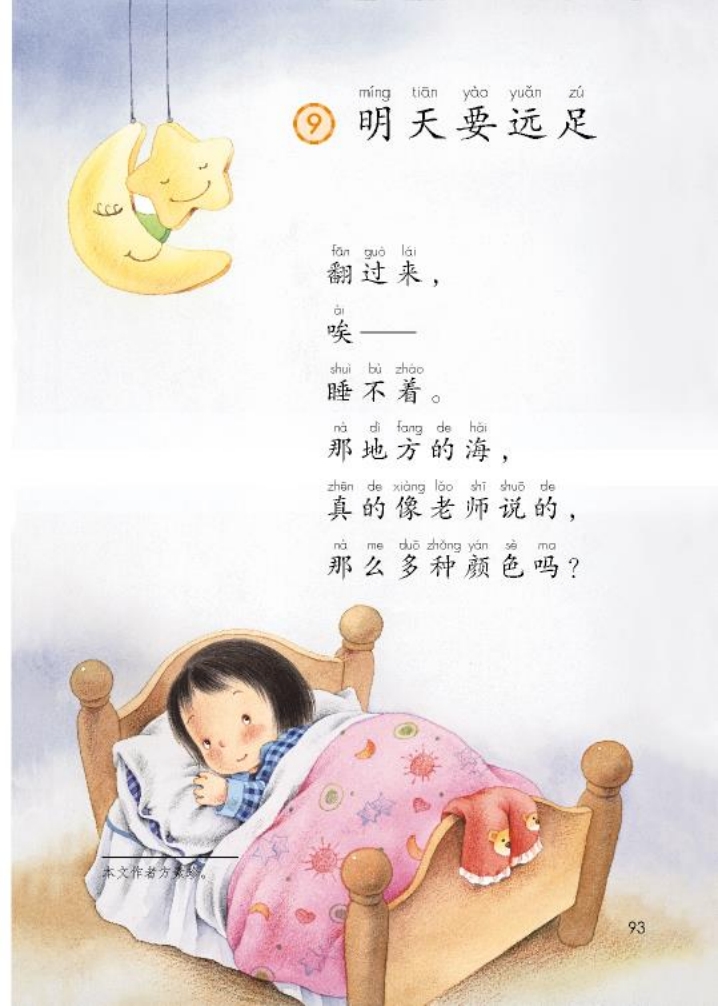 míng tiān yào yuǎn zú
9 明天要远足
fān guò lái
翻过来，
ài
唉——
shuì bù zháo
睡不着。
nà dì fang de hǎi
那地方的海，
zhēn de xiàng lǎo shī shuō de
真的像老师说的，
nà me duō zhǒng yán sè ma
那么多种颜色吗？
本文作者方素珍。
93